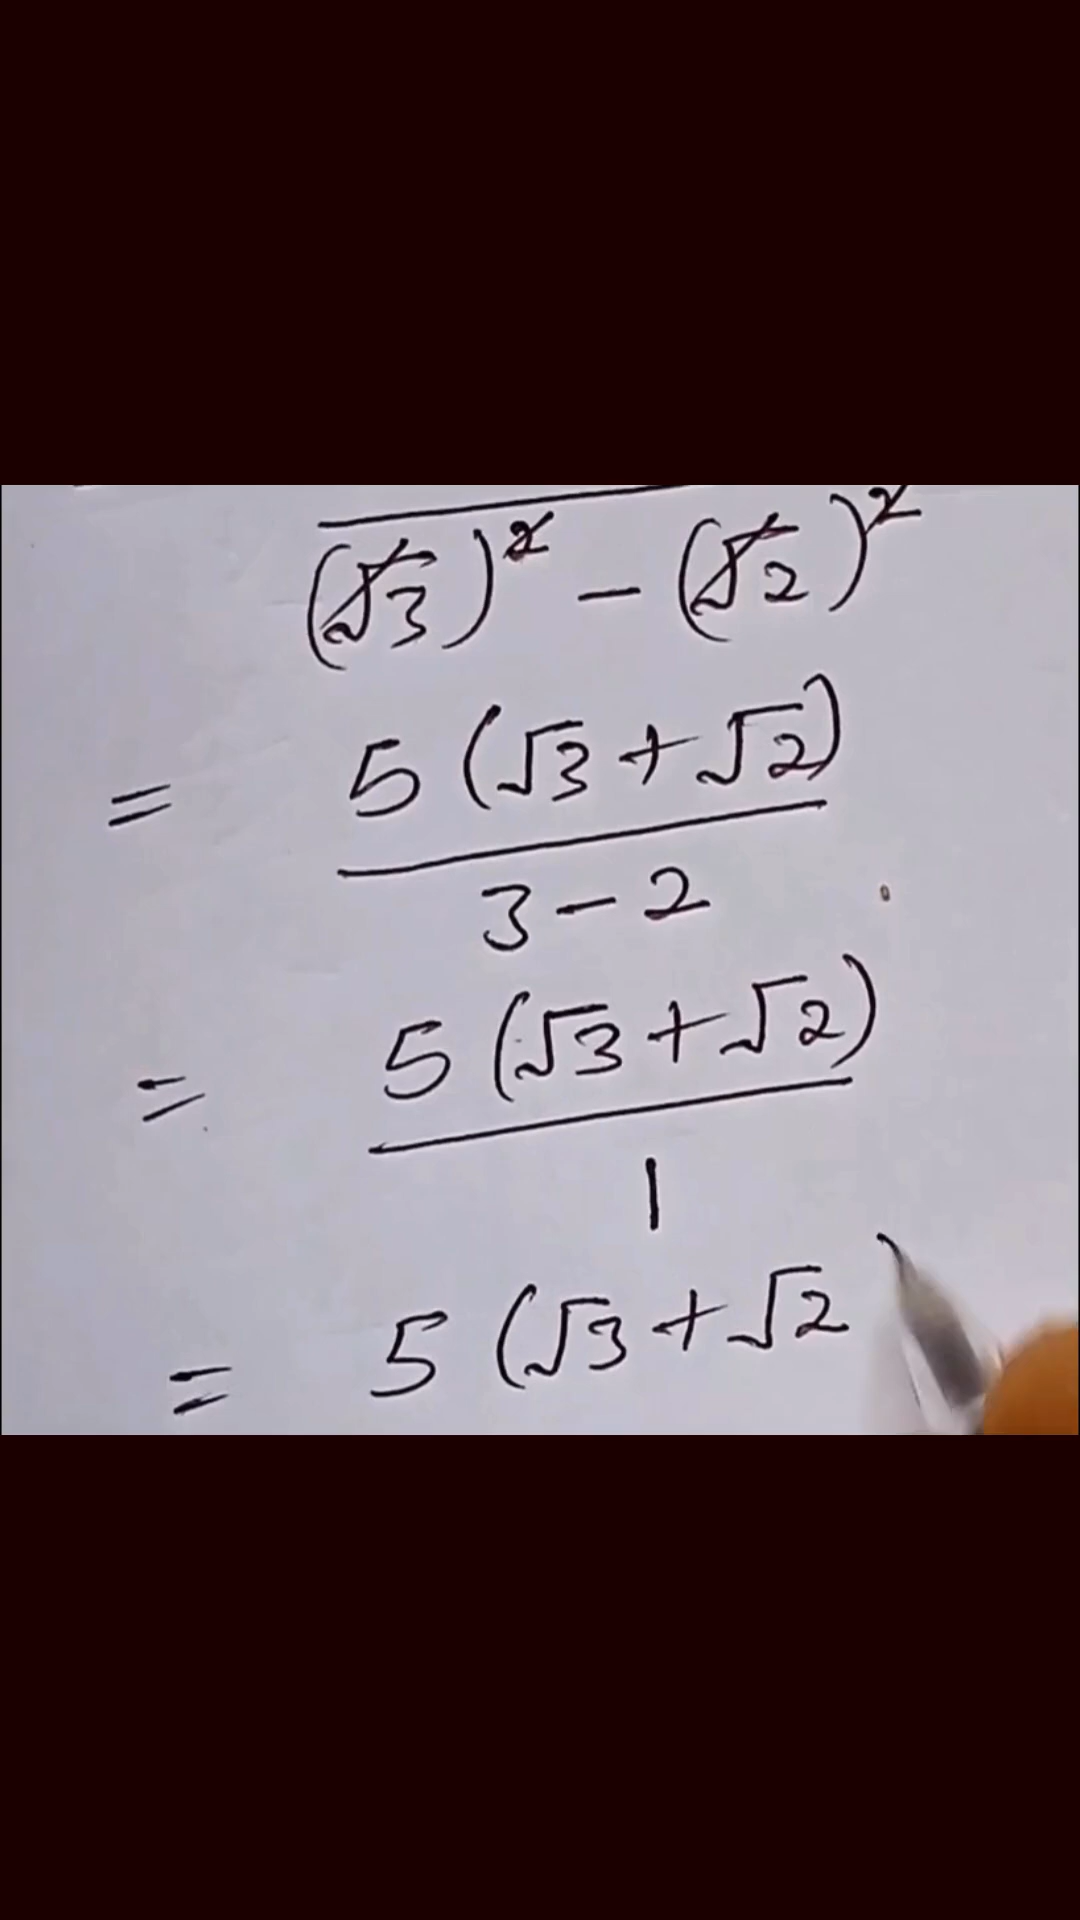 (√3)² - (√2)²
= 5 (√3 + √2)
3 - 2
= 5 (√3 + √2)
1
= 5 (√3 + √2